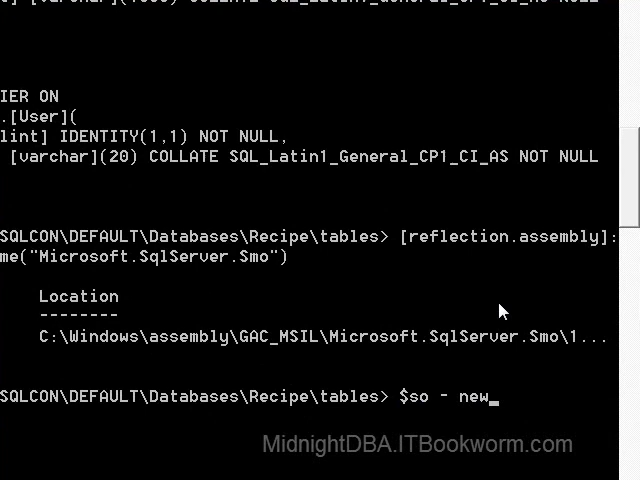 IER ON
.[User](
lint] IDENTITY(1,1) NOT NULL,
[varchar](20) COLLATE SQL_Latin1_General_CP1_CI_AS NOT NULL
SQLCON\DEFAULT\Databases\Recipe\tables> [reflection.assembly]:
me("Microsoft.SqlServer.Smo")
Location
--------
C:\Windows\assembly\GAC_MSIL\Microsoft.SqlServer.Smo\1...
SQLCON\DEFAULT\Databases\Recipe\tables> $so - new_
MidnightDBA.ITBookworm.com